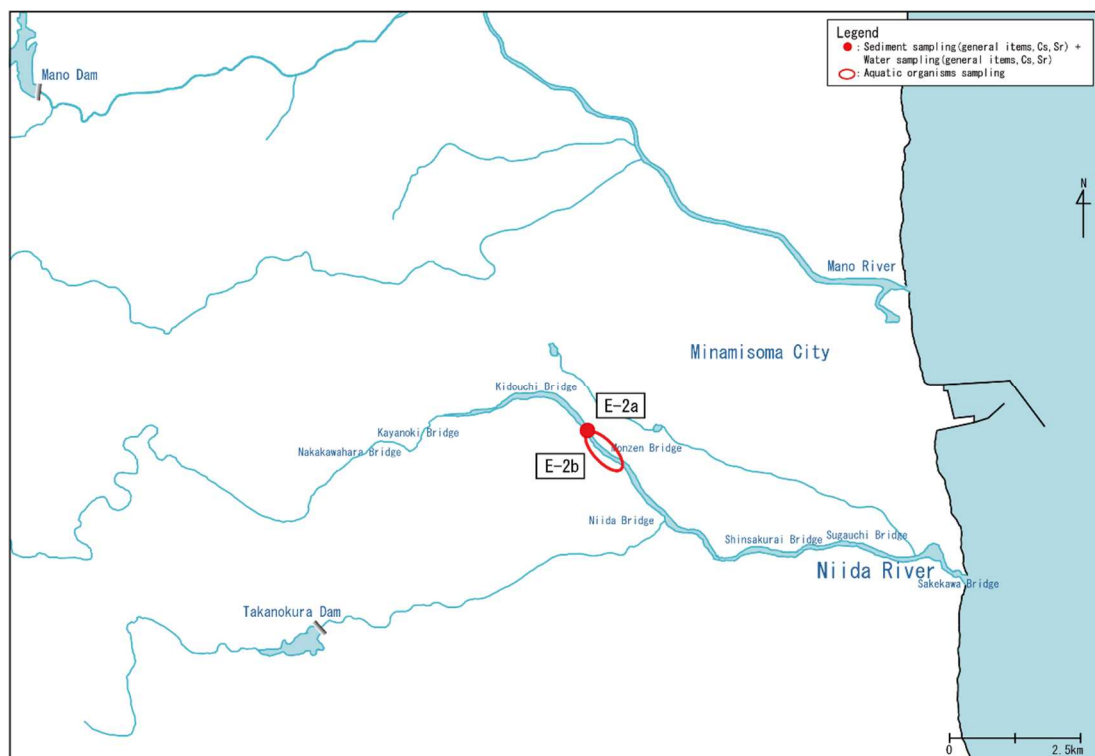 Legend
: Sediment sampling(general items,Cs,Sr) +
Water sampling(general items,Cs,Sr)
: Aquatic organisms sampling
Mano Dam
N
Mano River
Minamisoma City
Kidouchi Bridge
E-2a
Kayanoki Bridge
Nakakawahara Bridge
Monzen Bridge
E-2b
Niida Bridge
Shinsakurai Bridge
Sugauchi Bridge
Niida River
Sakekawa Bridge
Takanokura Dam
0
2.5km